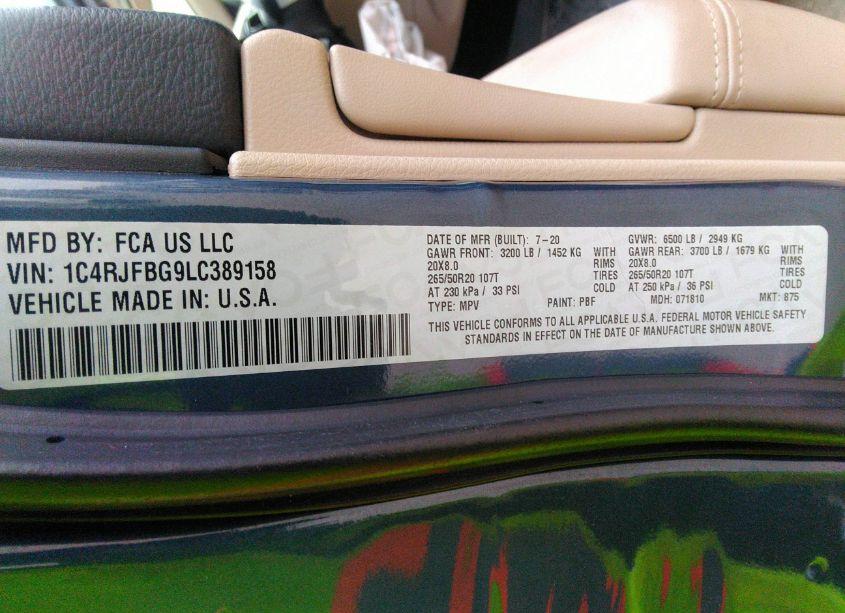 MFD BY: FCA US LLC
VIN: 1C4RJFBG9LC389158
VEHICLE MADE IN: U.S.A.
DATE OF MFR (BUILT): 7-20 GVWR: 6500 LB / 2949 KG
GAWR FRONT: 3200 LB / 1452 KG WITH GAWR REAR: 3700 LB / 1679 KG WITH
20X8.0 RIMS 20X8.0 RIMS
265/50R20 107T TIRES 265/50R20 107T TIRES
AT 230 kPa / 33 PSI COLD AT 250 kPa / 36 PSI COLD
TYPE: MPV PAINT: PBF MDH: 071810 MKT: 875
THIS VEHICLE CONFORMS TO ALL APPLICABLE U.S.A. FEDERAL MOTOR VEHICLE SAFETY
STANDARDS IN EFFECT ON THE DATE OF MANUFACTURE SHOWN ABOVE.